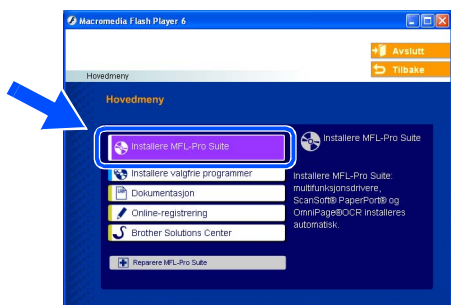 Macromedia Flash Player 6
Avslutt
Tilbake
Hovedmeny
Hovedmeny
Installere MFL-Pro Suite
Installere valgfrie programmer
Dokumentasjon
Online-registrering
Brother Solutions Center
Reparere MFL-Pro Suite
Installere MFL-Pro Suite
Installere MFL-Pro Suite:
multifunksjonsdrivere,
ScanSoft® PaperPort® og
OmniPage®OCR installeres
automatisk.